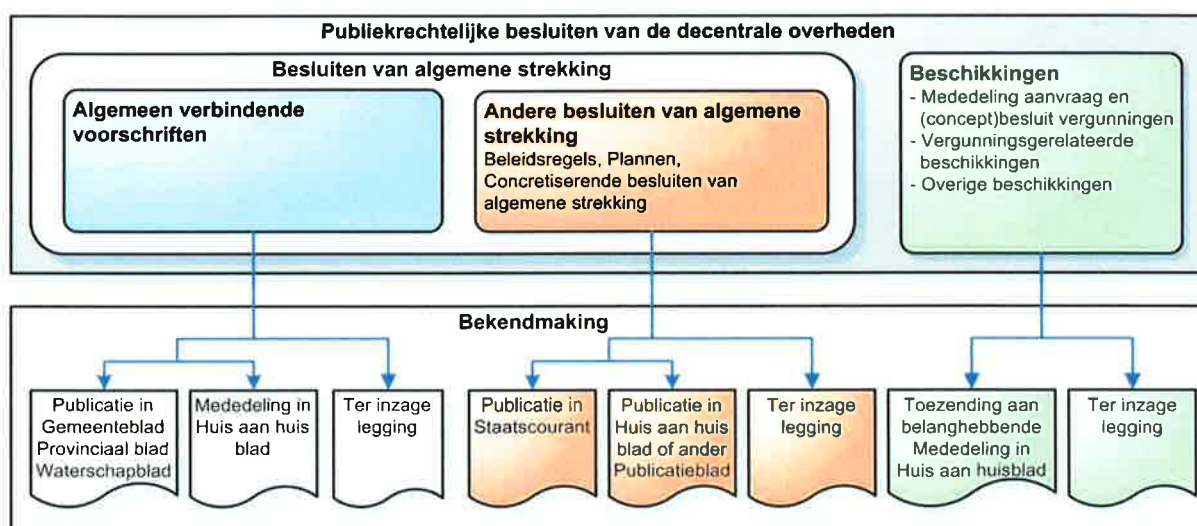 Publiekrechtelijke besluiten van de decentrale overheden
Besluiten van algemene strekking
Algemeen verbindende
voorschriften
Andere besluiten van algemene
strekking
Beleidsregels, Plannen,
Concretiserende besluiten van
algemene strekking
Beschikkingen
- Mededeling aanvraag en
(concept)besluit vergunningen
- Vergunningsgerelateerde
beschikkingen
- Overige beschikkingen
Bekendmaking
Publicatie in
Gemeenteblad
Provinciaal blad
Waterschapblad
Mededeling in
Huis aan huis
blad
Ter inzage
legging
Publicatie in
Staatscourant
Publicatie in
Huis aan huis
blad of ander
Publicatieblad
Ter inzage
legging
Toezending aan
belanghebbende
Mededeling in
Huis aan huisblad
Ter inzage
legging